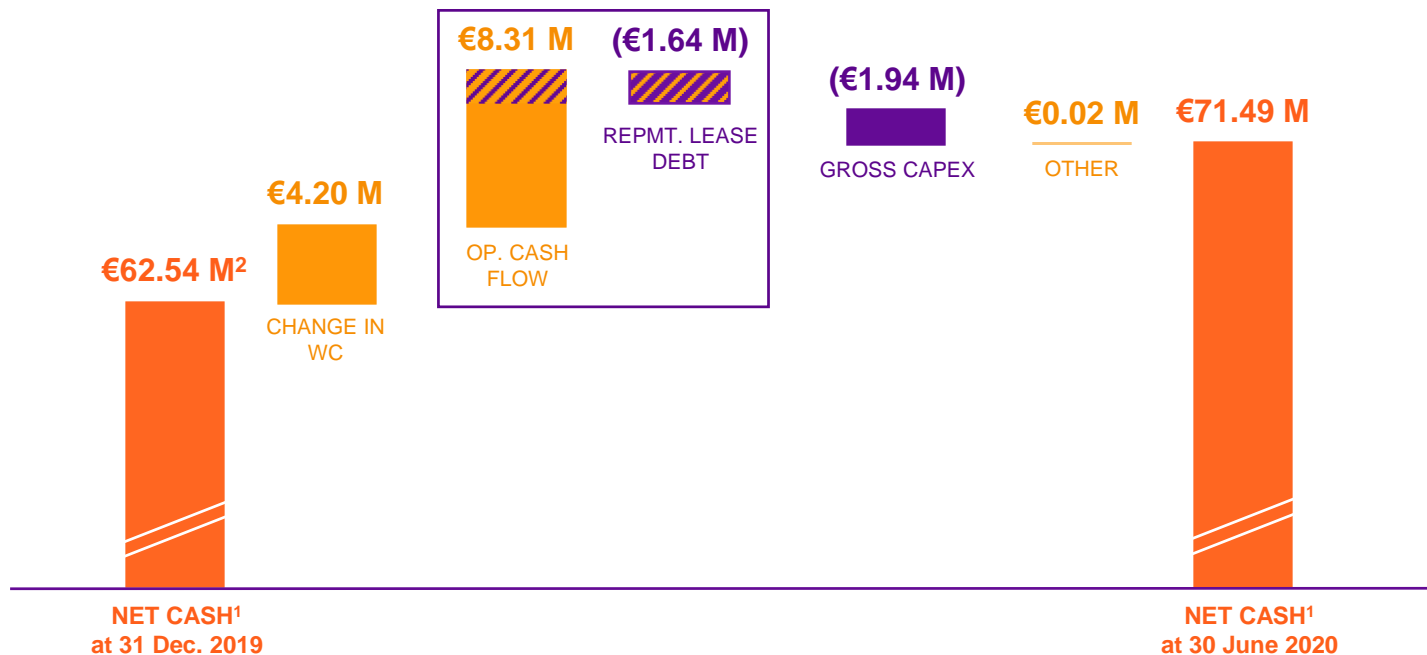 €8.31 M
(€1.64 M)
REPMT. LEASE
DEBT
OP. CASH
FLOW
(€1.94 M)
GROSS CAPEX
€0.02 M
OTHER
€71.49 M
€4.20 M
CHANGE IN
WC
€62.54 M²
NET CASH¹
at 31 Dec. 2019
NET CASH¹
at 30 June 2020